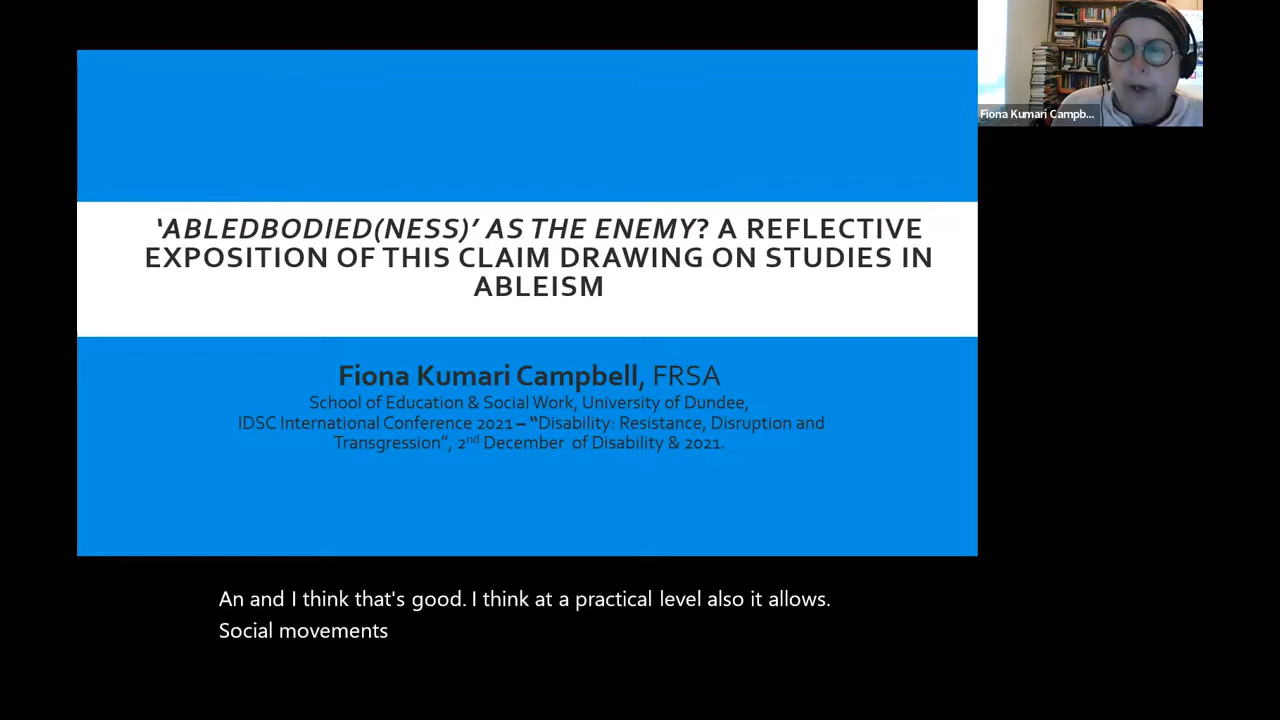 Fiona Kumari Campb...
‘ABLEDBODIED(NESS)’ AS THE ENEMY? A REFLECTIVE
EXPOSITION OF THIS CLAIM DRAWING ON STUDIES IN
ABLEISM
Fiona Kumari Campbell, FRSA
School of Education & Social Work, University of Dundee,
IDSC International Conference 2021 – “Disability: Resistance, Disruption and
Transgression”, 2nd December  of Disability & 2021.
An and I think that's good. I think at a practical level also it allows.
Social movements